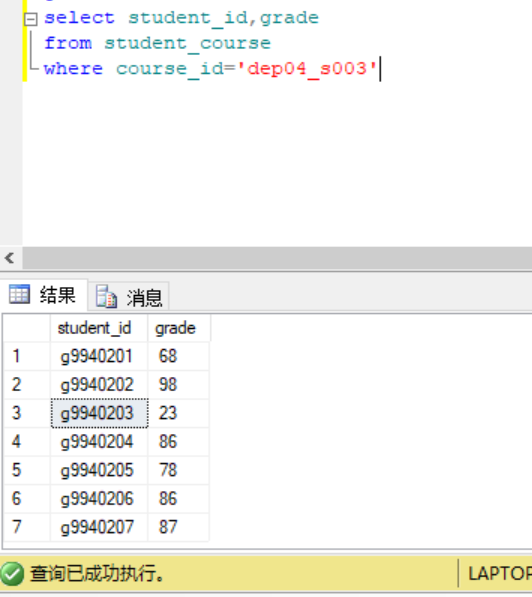 select student_id,grade
from student_course
where course_id='dep04_s003'
结果 消息
student_id grade
1 g9940201 68
2 g9940202 98
3 g9940203 23
4 g9940204 86
5 g9940205 78
6 g9940206 86
7 g9940207 87
查询已成功执行。 LAPTOP